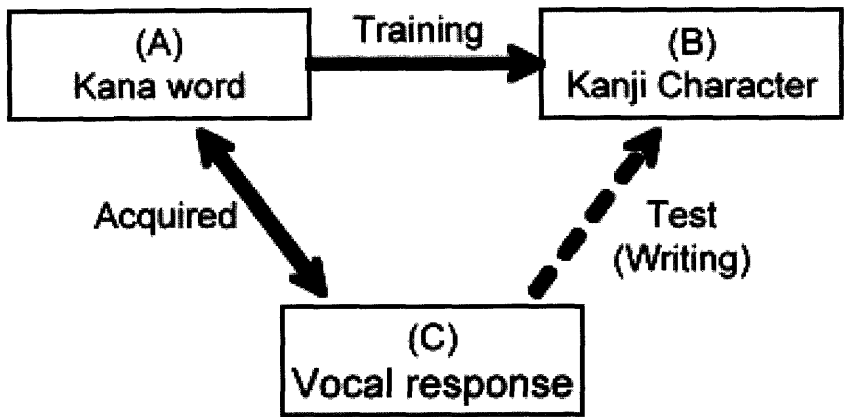 (A)
Kana word
Training
(B)
Kanji Character
Acquired
Test
(Writing)
(C)
Vocal response